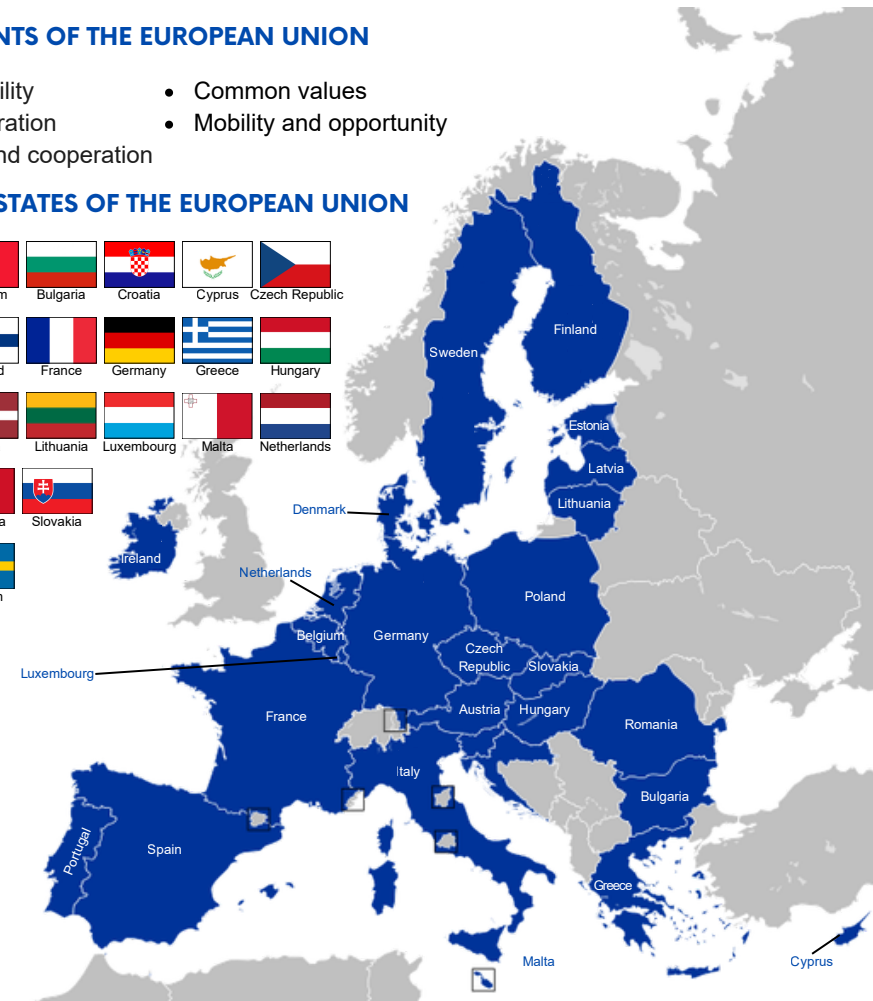 NTS OF THE EUROPEAN UNION
ility
ration
nd cooperation
• Common values
• Mobility and opportunity
STATES OF THE EUROPEAN UNION
m Bulgaria Croatia Cyprus Czech Republic
d France Germany Greece Hungary
Lithuania Luxembourg Malta Netherlands
a Slovakia
n
Finland
Sweden
Estonia
Latvia
Lithuania
Denmark
Ireland
Netherlands
Poland
Belgium
Germany
Czech
Republic
Slovakia
Luxembourg
Austria
Hungary
France
Romania
Italy
Bulgaria
Portugal
Spain
Greece
Malta
Cyprus